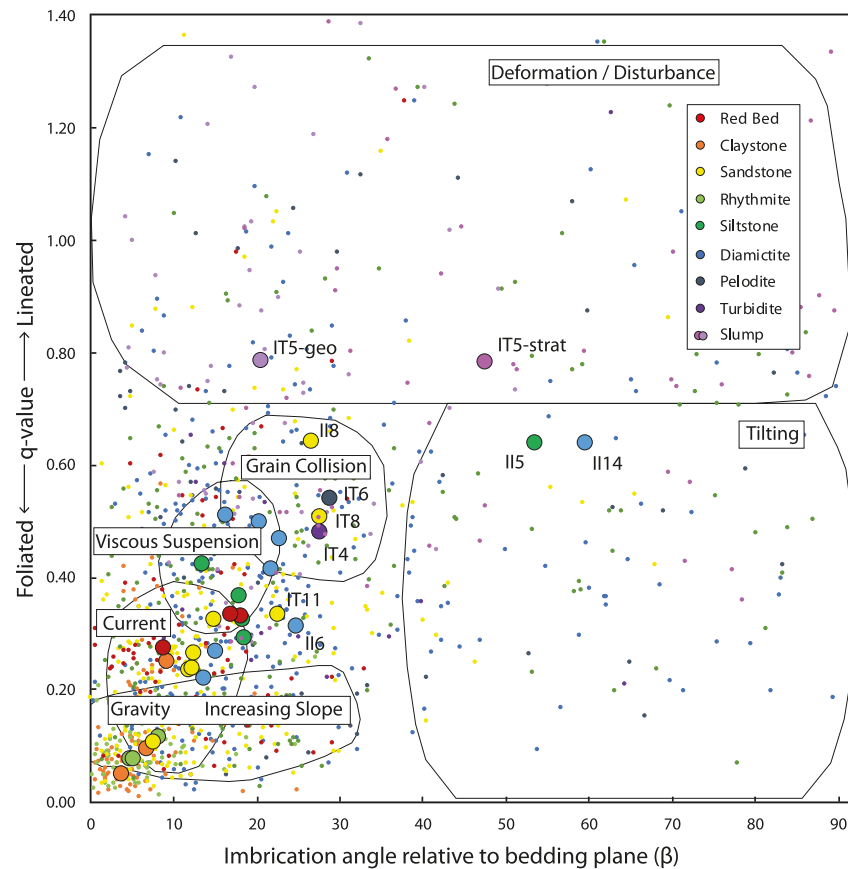 1.40
Deformation / Disturbance
Red Bed
Claystone
Sandstone
Rhythmite
Siltstone
Diamictite
Pelodite
Turbidite
Slump
1.20
1.00
0.80
0.60
0.40
0.20
0.00
Foliated <— q-value —> Lineated
IT5-geo
IT5-strat
II8
Tilting
Grain Collision
II5
II14
IT6
IT8
IT4
Viscous Suspension
IT11
Current
II6
Gravity Increasing Slope
0 10 20 30 40 50 60 70 80 90
Imbrication angle relative to bedding plane (β)